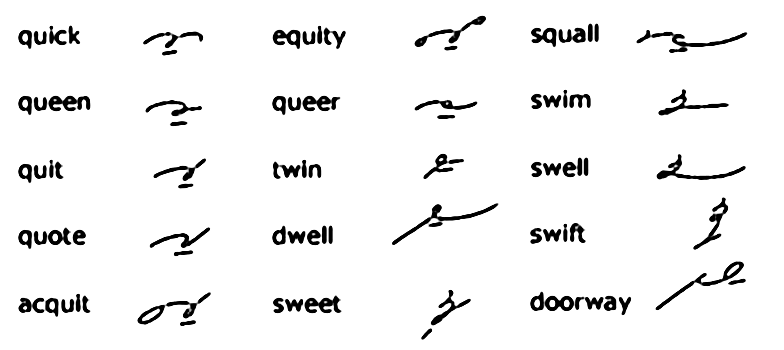 quick equity squall
queen queer swim
quit twin swell
quote dwell swift
acquit sweet doorway